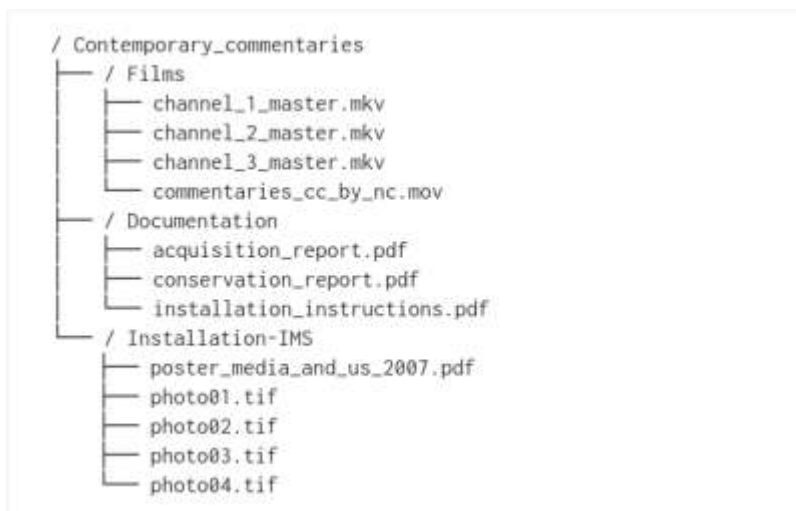 / Contemporary_commentaries
├── / Films
│   ├── channel_1_master.mkv
│   ├── channel_2_master.mkv
│   ├── channel_3_master.mkv
│   └── commentaries_cc_by_nc.mov
├── / Documentation
│   ├── acquisition_report.pdf
│   ├── conservation_report.pdf
│   └── installation_instructions.pdf
└── / Installation-IMS
    ├── poster_media_and_us_2007.pdf
    ├── photo01.tif
    ├── photo02.tif
    ├── photo03.tif
    └── photo04.tif